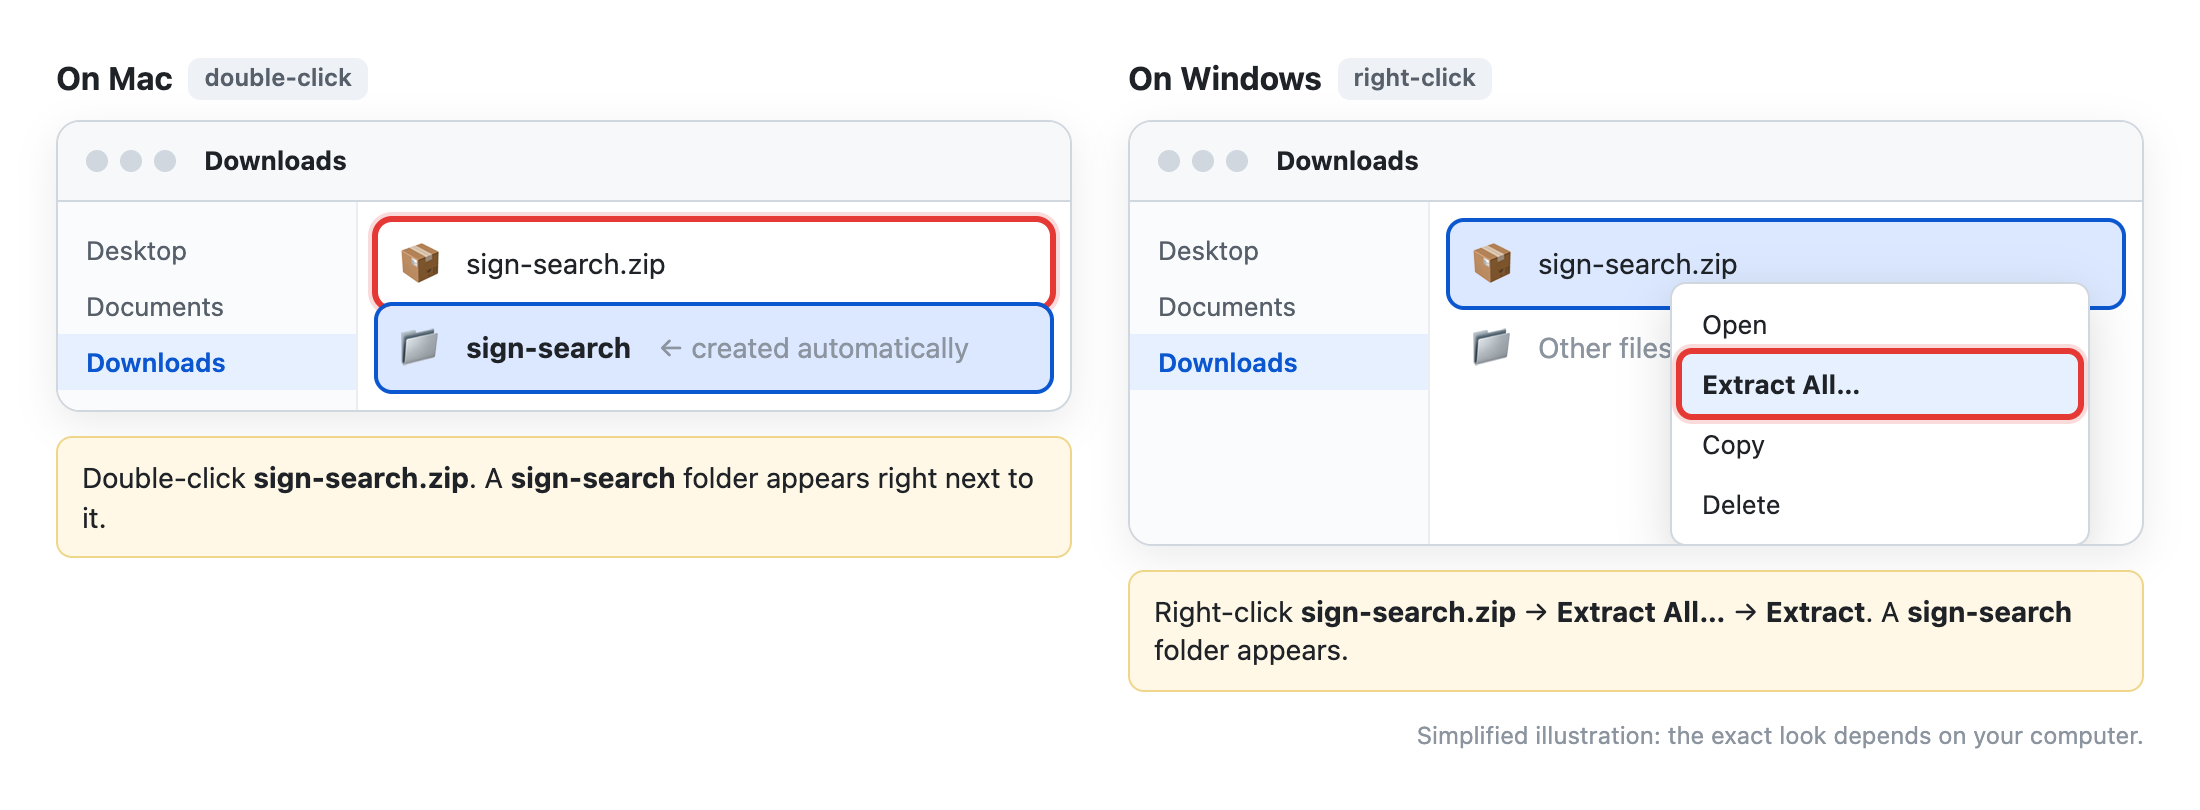 On Mac double-click
Downloads
Desktop
Documents
Downloads
sign-search.zip
sign-search ← created automatically
Double-click sign-search.zip. A sign-search folder appears right next to
it.
On Windows right-click
Downloads
Desktop
Documents
Downloads
sign-search.zip
Other files
Open
Extract All...
Copy
Delete
Right-click sign-search.zip → Extract All... → Extract. A sign-search
folder appears.
Simplified illustration: the exact look depends on your computer.